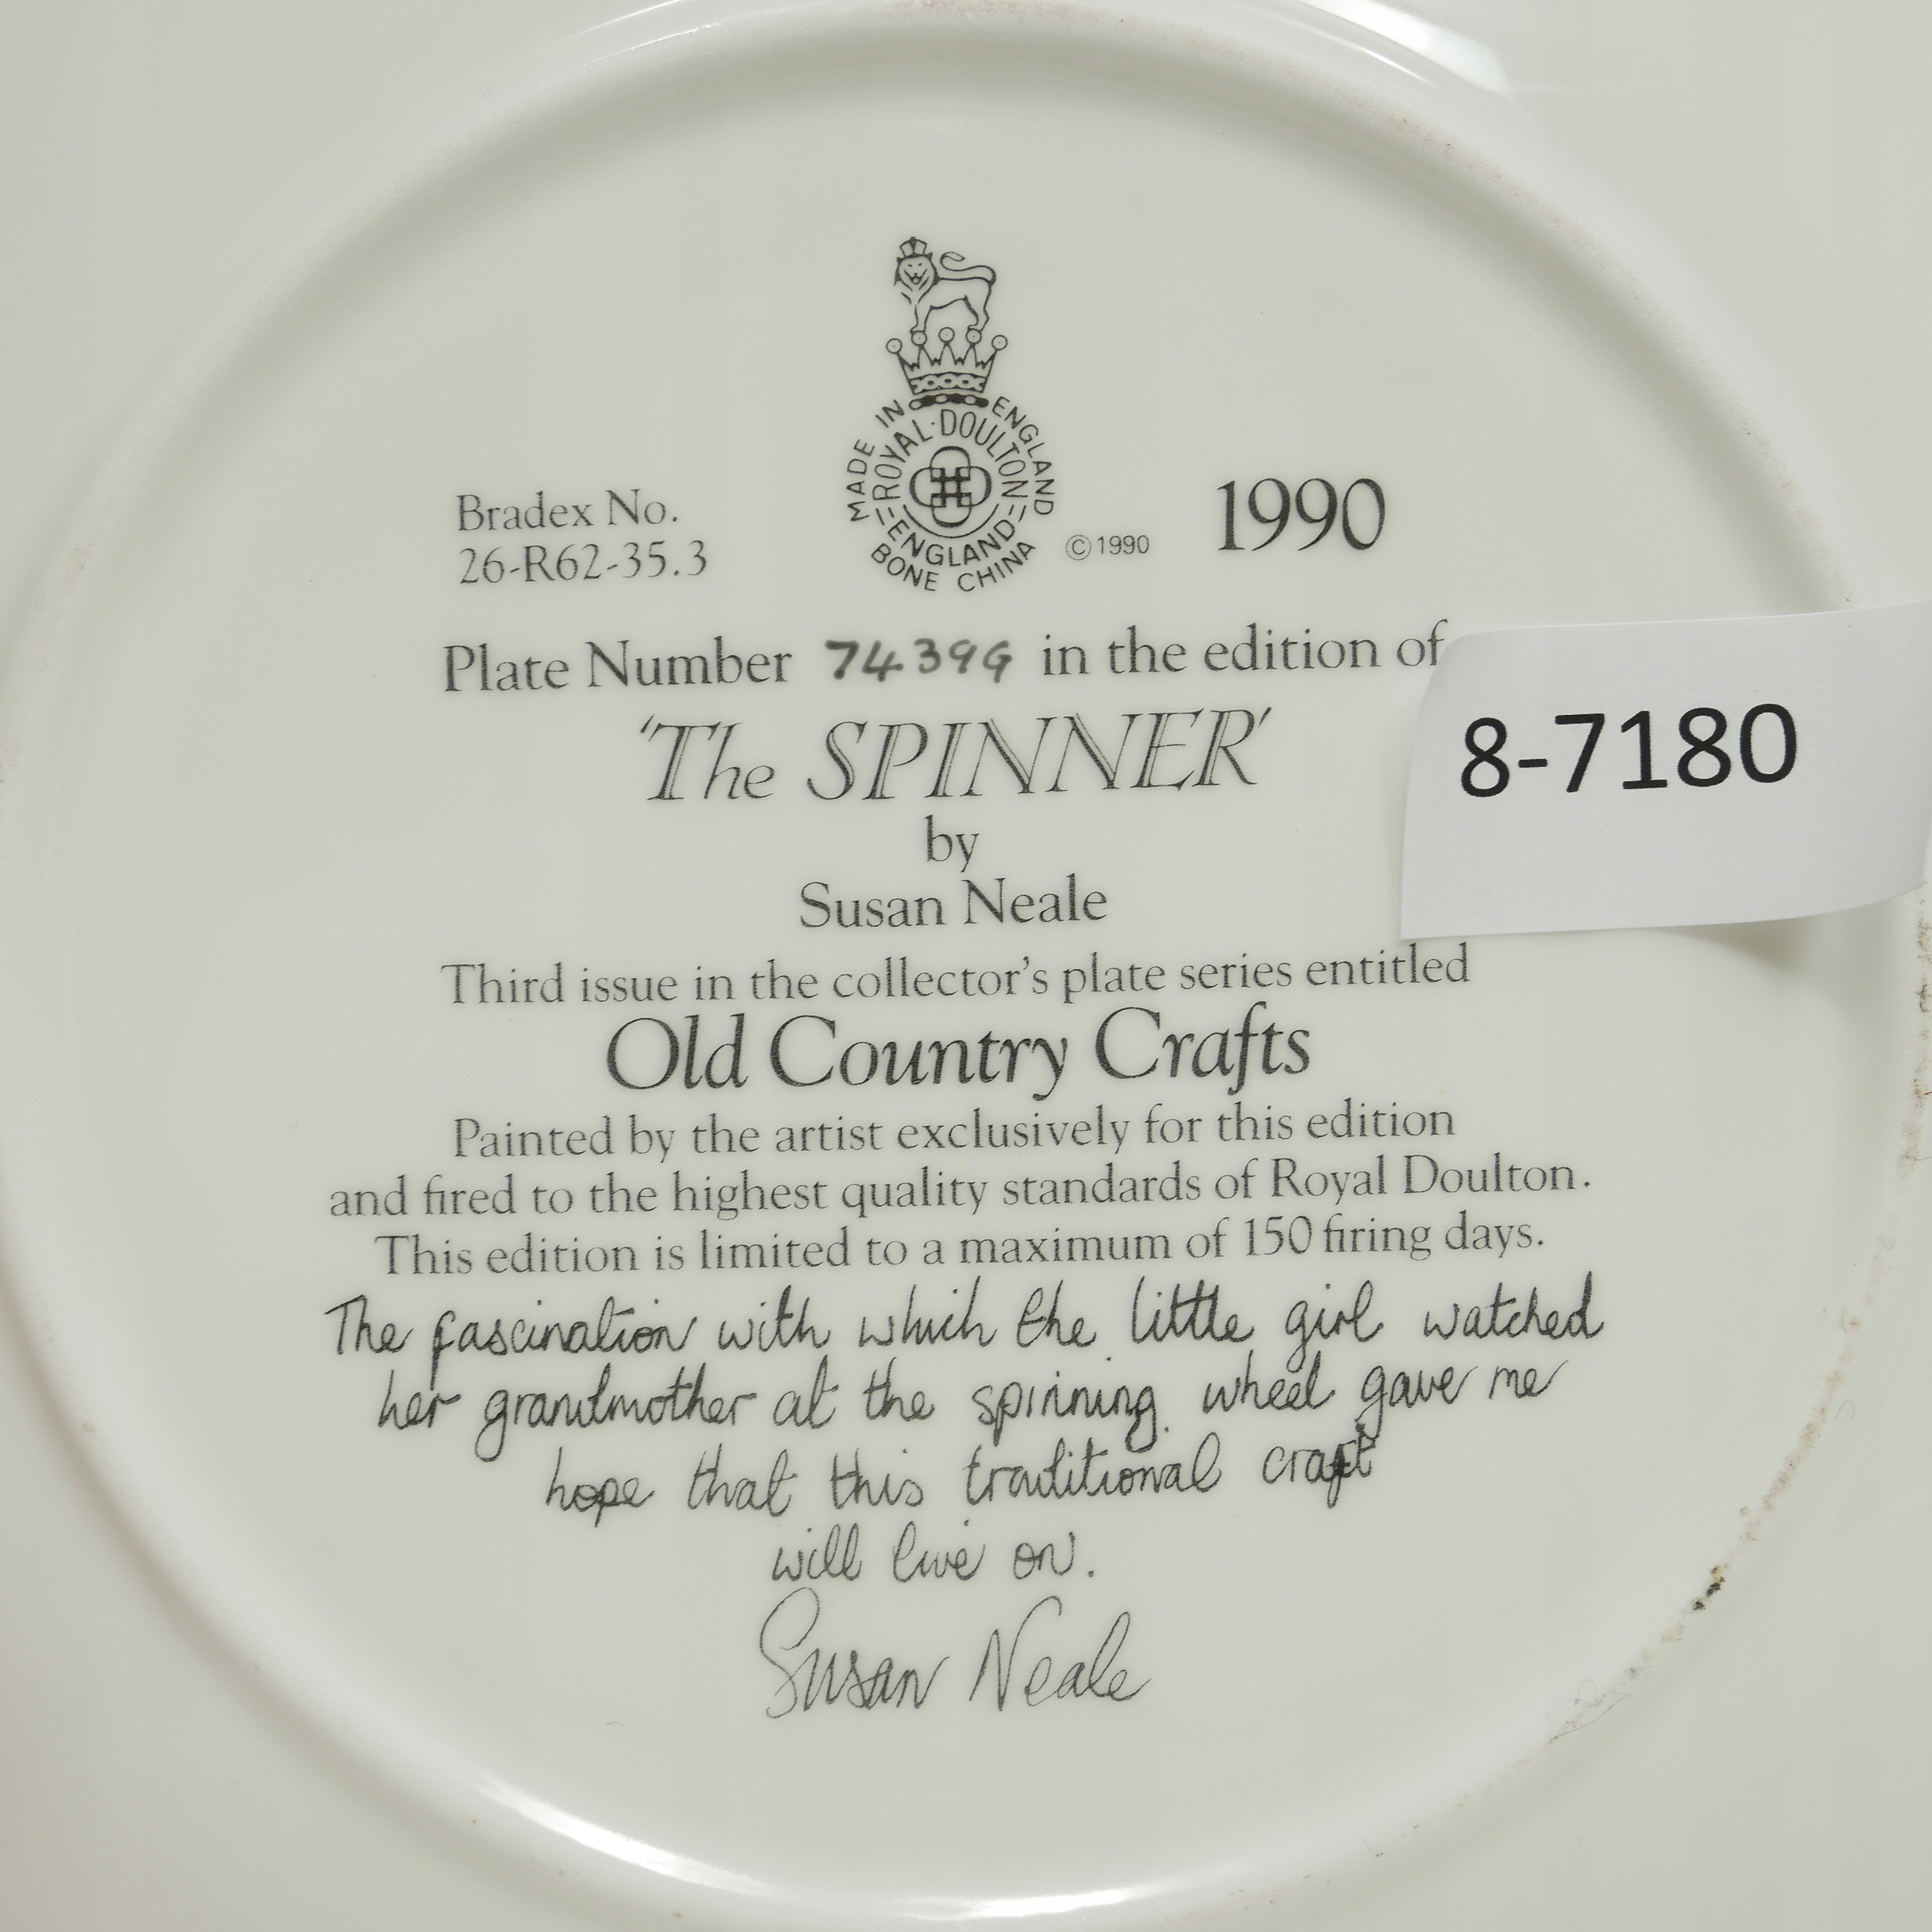 MADE IN ENGLAND
ROYAL·DOULTON
ENGLAND
BONE CHINA
Bradex No.
26-R62-35.3
©1990
1990
Plate Number 7439G in the edition of
8-7180
'The SPINNER'
by
Susan Neale
Third issue in the collector's plate series entitled
Old Country Crafts
Painted by the artist exclusively for this edition
and fired to the highest quality standards of Royal Doulton.
This edition is limited to a maximum of 150 firing days.
The fascination with which the little girl watched
her grandmother at the spinning wheel gave me
hope that this traditional craft
will live on.
Susan Neale